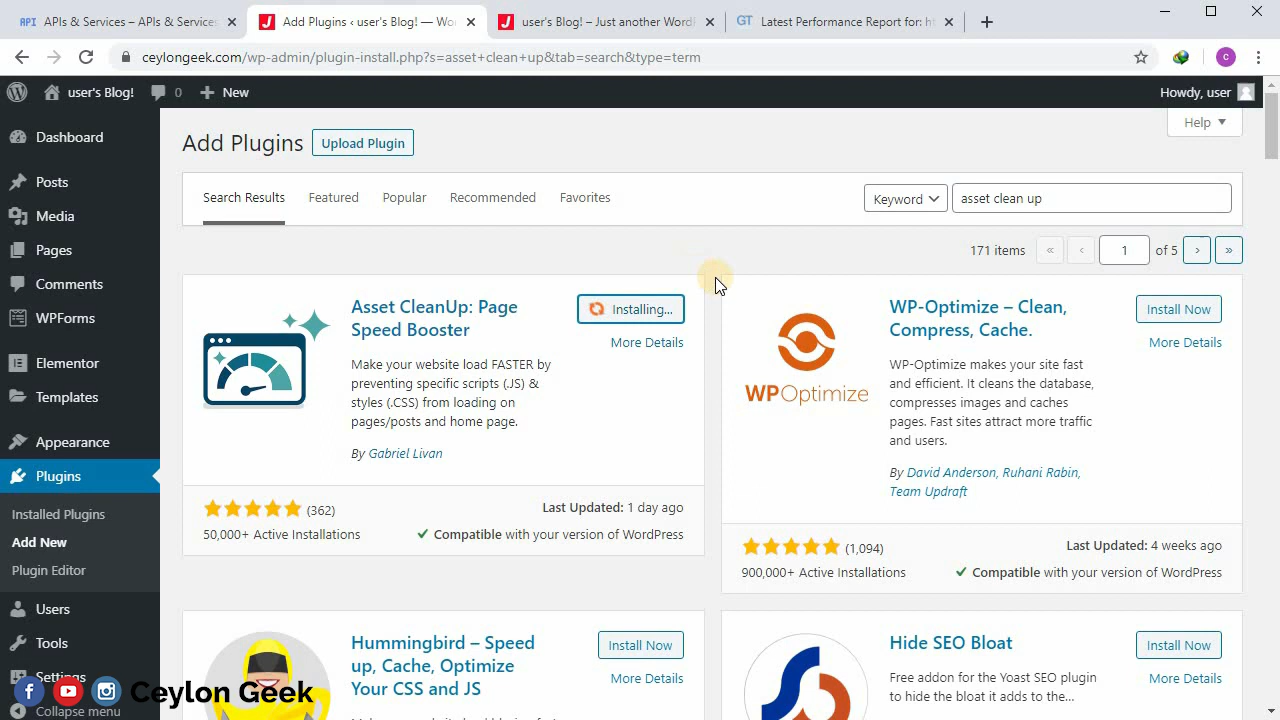 API APIs & Services – APIs & Services
Add Plugins ‹ user's Blog! — Wo
user's Blog! – Just another WordP
GT Latest Performance Report for: ht
ceylongeek.com/wp-admin/plugin-install.php?s=asset+clean+up&tab=search&type=term
C
user's Blog!
0
New
Howdy, user
Dashboard
Posts
Media
Pages
Comments
WPForms
Elementor
Templates
Appearance
Plugins
Installed Plugins
Add New
Plugin Editor
Users
Tools
Settings
Collapse menu
Ceylon Geek
Add Plugins
Upload Plugin
Help
Search Results
Featured
Popular
Recommended
Favorites
Keyword
asset clean up
171 items
«
‹
1
of 5
›
»
Asset CleanUp: Page
Speed Booster
Installing...
More Details
Make your website load FASTER by
preventing specific scripts (.JS) &
styles (.CSS) from loading on
pages/posts and home page.
By Gabriel Livan
(362)
Last Updated: 1 day ago
50,000+ Active Installations
Compatible with your version of WordPress
WP-Optimize – Clean,
Compress, Cache.
Install Now
More Details
WPOptimize
WP-Optimize makes your site fast
and efficient. It cleans the database,
compresses images and caches
pages. Fast sites attract more traffic
and users.
By David Anderson, Ruhani Rabin,
Team Updraft
(1,094)
Last Updated: 4 weeks ago
900,000+ Active Installations
Compatible with your version of WordPress
Hummingbird – Speed
up, Cache, Optimize
Your CSS and JS
Install Now
More Details
Hide SEO Bloat
Install Now
More Details
Free addon for the Yoast SEO plugin
to hide the bloat it adds to the...